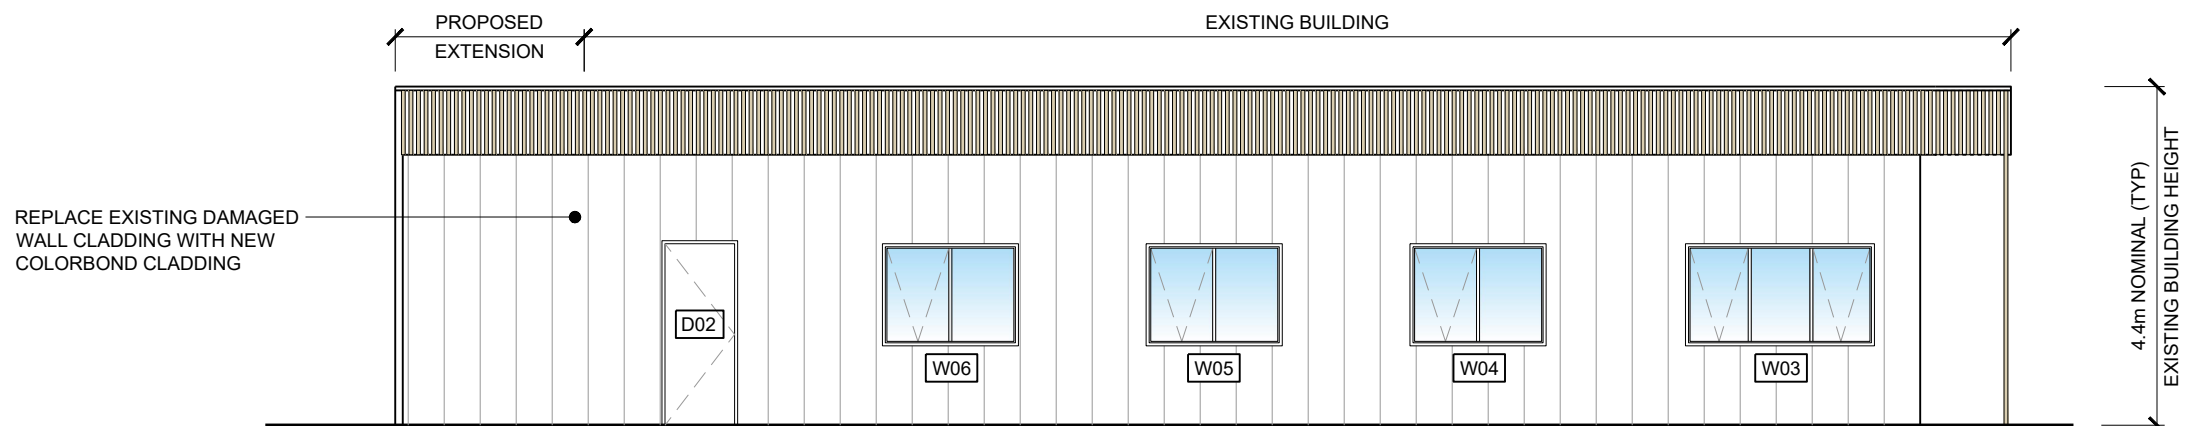 PROPOSED
EXTENSION
EXISTING BUILDING
REPLACE EXISTING DAMAGED
WALL CLADDING WITH NEW
COLORBOND CLADDING
D02
W06
W05
W04
W03
4.4m NOMINAL (TYP)
EXISTING BUILDING HEIGHT